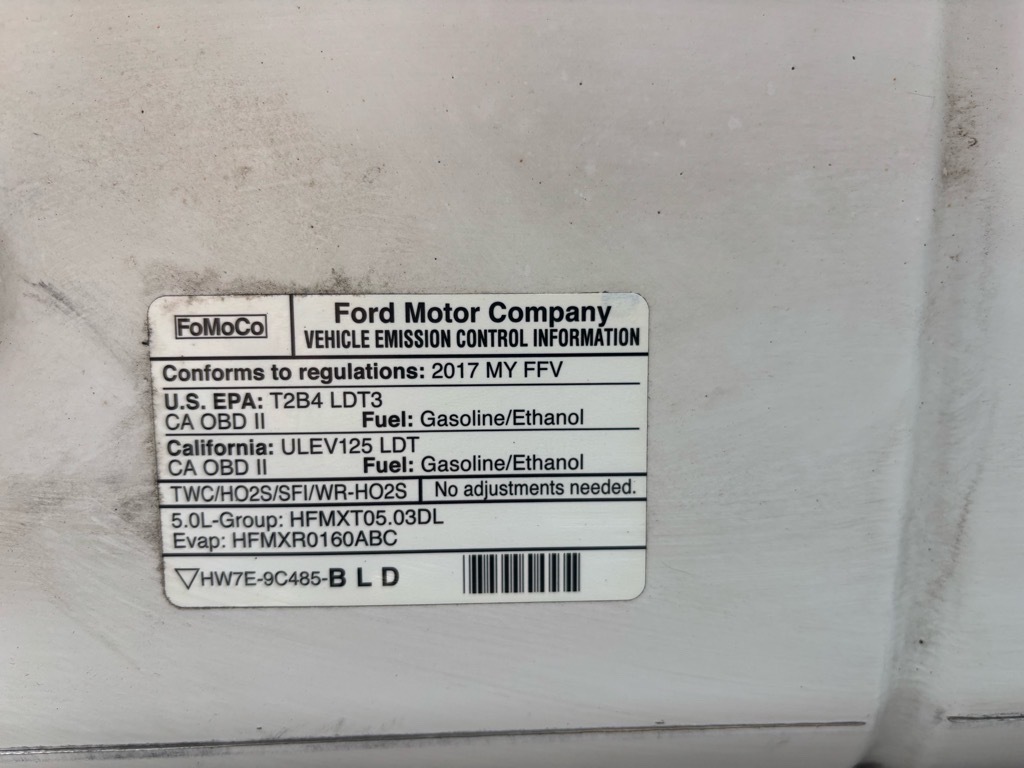 FoMoCo
Ford Motor Company
VEHICLE EMISSION CONTROL INFORMATION
Conforms to regulations: 2017 MY FFV
U.S. EPA: T2B4 LDT3
CA OBD II Fuel: Gasoline/Ethanol
California: ULEV125 LDT
CA OBD II Fuel: Gasoline/Ethanol
TWC/HO2S/SFI/WR-HO2S No adjustments needed.
5.0L-Group: HFMXT05.03DL
Evap: HFMXR0160ABC
▽HW7E-9C485-B L D